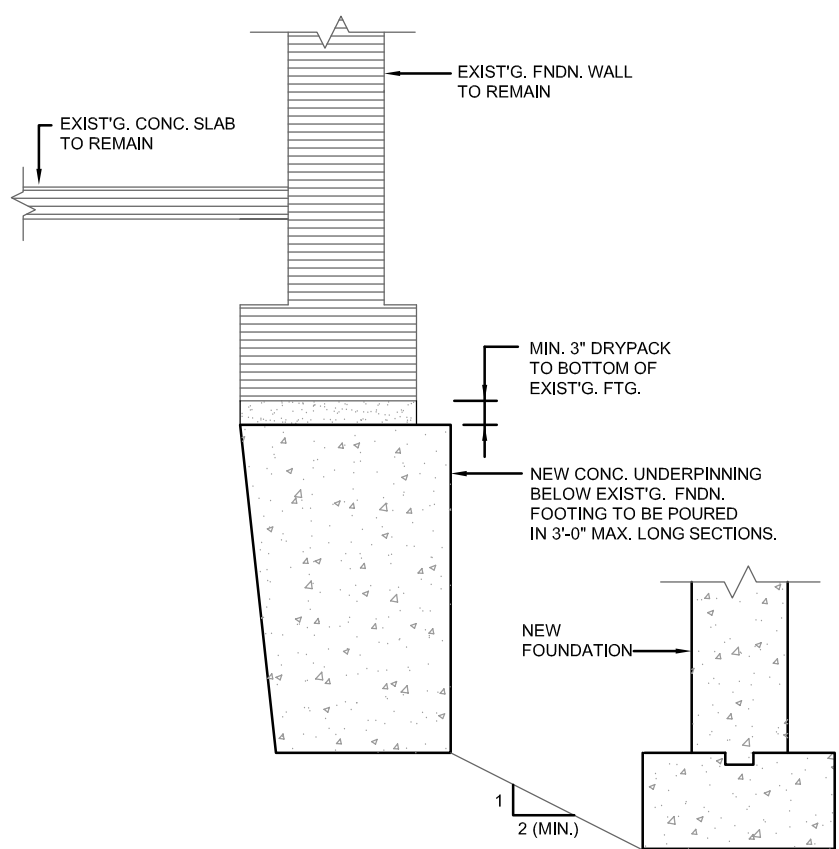 EXIST'G. FNDN. WALL
TO REMAIN
EXIST'G. CONC. SLAB
TO REMAIN
MIN. 3" DRYPACK
TO BOTTOM OF
EXIST'G. FTG.
NEW CONC. UNDERPINNING
BELOW EXIST'G. FNDN.
FOOTING TO BE POURED
IN 3'-0" MAX. LONG SECTIONS.
NEW
FOUNDATION
1
2 (MIN.)